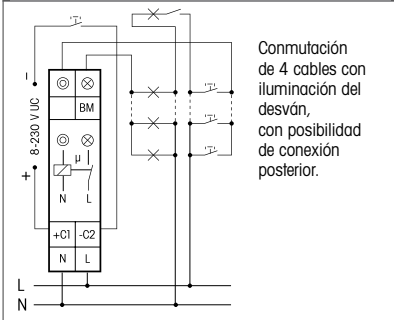 Conmutación
de 4 cables con
iluminación del
desván,
con posibilidad
de conexión
posterior.
−
8-230 V UC
+
BM
µ
N L
+C1 -C2
N L
L
N